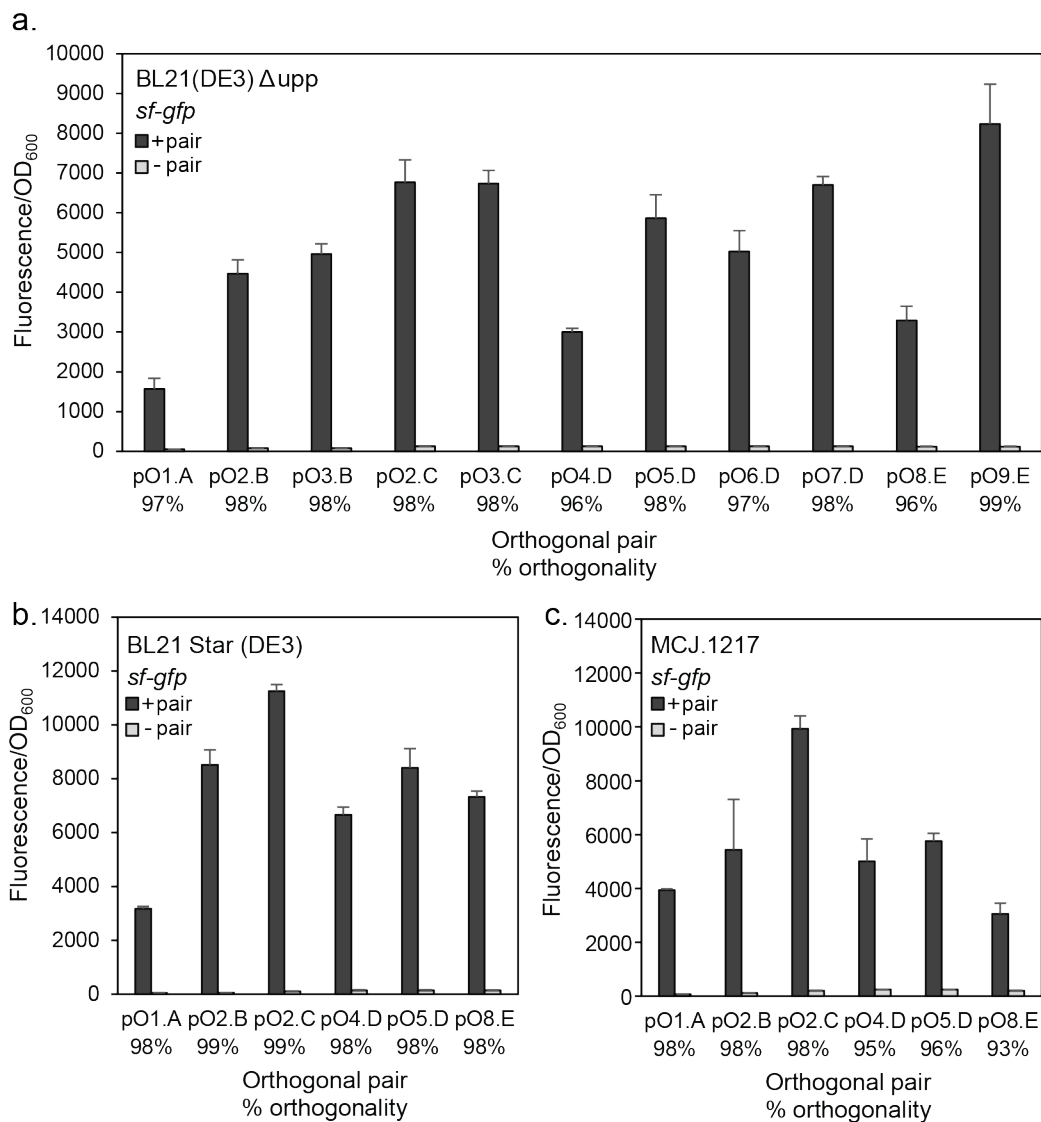 a.
10000
9000
8000
7000
6000
5000
4000
3000
2000
1000
0
Fluorescence/OD600
BL21(DE3) Δupp
sf-gfp
+pair
- pair
pO1.A pO2.B pO3.B pO2.C pO3.C pO4.D pO5.D pO6.D pO7.D pO8.E pO9.E
97% 98% 98% 98% 98% 96% 98% 97% 98% 96% 99%
Orthogonal pair
% orthogonality
b.
14000
12000
10000
8000
6000
4000
2000
0
Fluorescence/OD600
BL21 Star (DE3)
sf-gfp
+pair
- pair
pO1.A pO2.B pO2.C pO4.D pO5.D pO8.E
98% 99% 99% 98% 98% 98%
Orthogonal pair
% orthogonality
c.
14000
12000
10000
8000
6000
4000
2000
0
Fluorescence/OD600
MCJ.1217
sf-gfp
+pair
- pair
pO1.A pO2.B pO2.C pO4.D pO5.D pO8.E
98% 98% 98% 95% 96% 93%
Orthogonal pair
% orthogonality